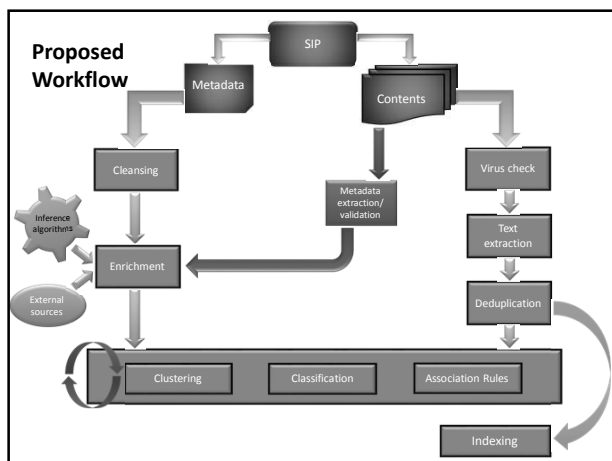 Proposed
Workflow
SIP
Metadata
Contents
Cleansing
Metadata
extraction/
validation
Virus check
Inference
algorithms
Text
extraction
Enrichment
External
sources
Deduplication
Clustering
Classification
Association Rules
Indexing